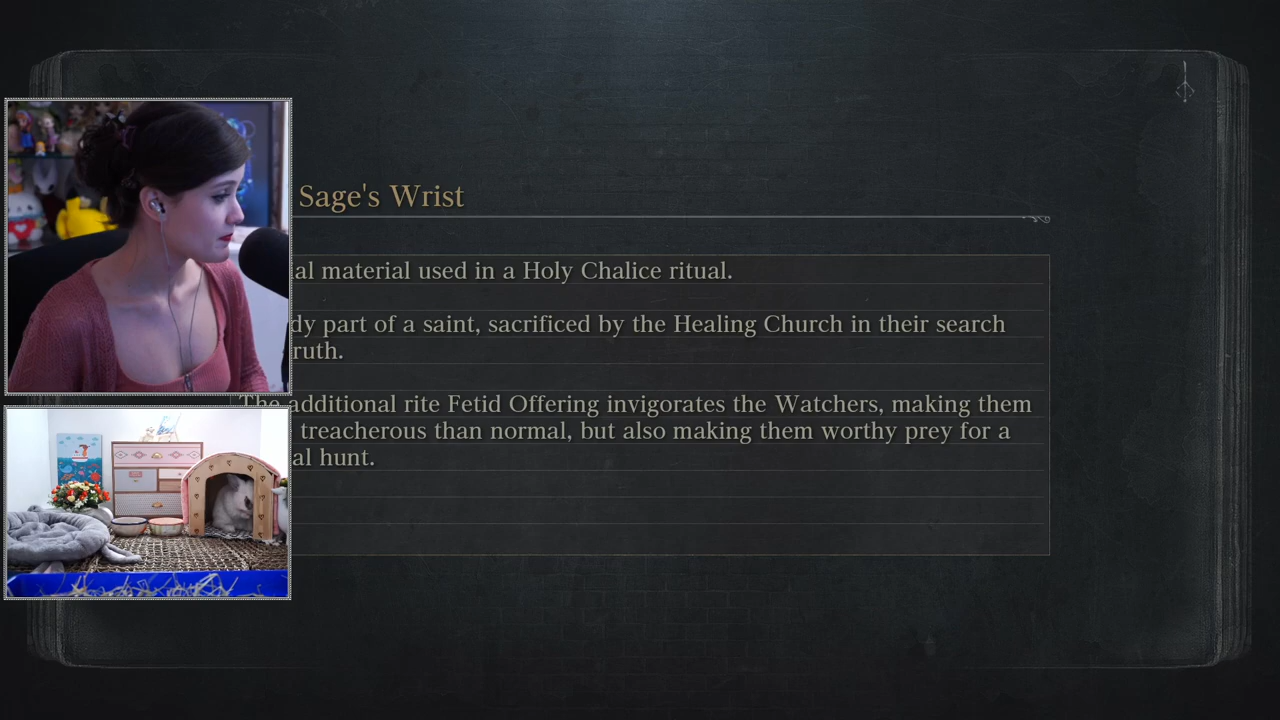 Sage's Wrist
al material used in a Holy Chalice ritual.
dy part of a saint, sacrificed by the Healing Church in their search
ruth.
The additional rite Fetid Offering invigorates the Watchers, making them
treacherous than normal, but also making them worthy prey for a
al hunt.